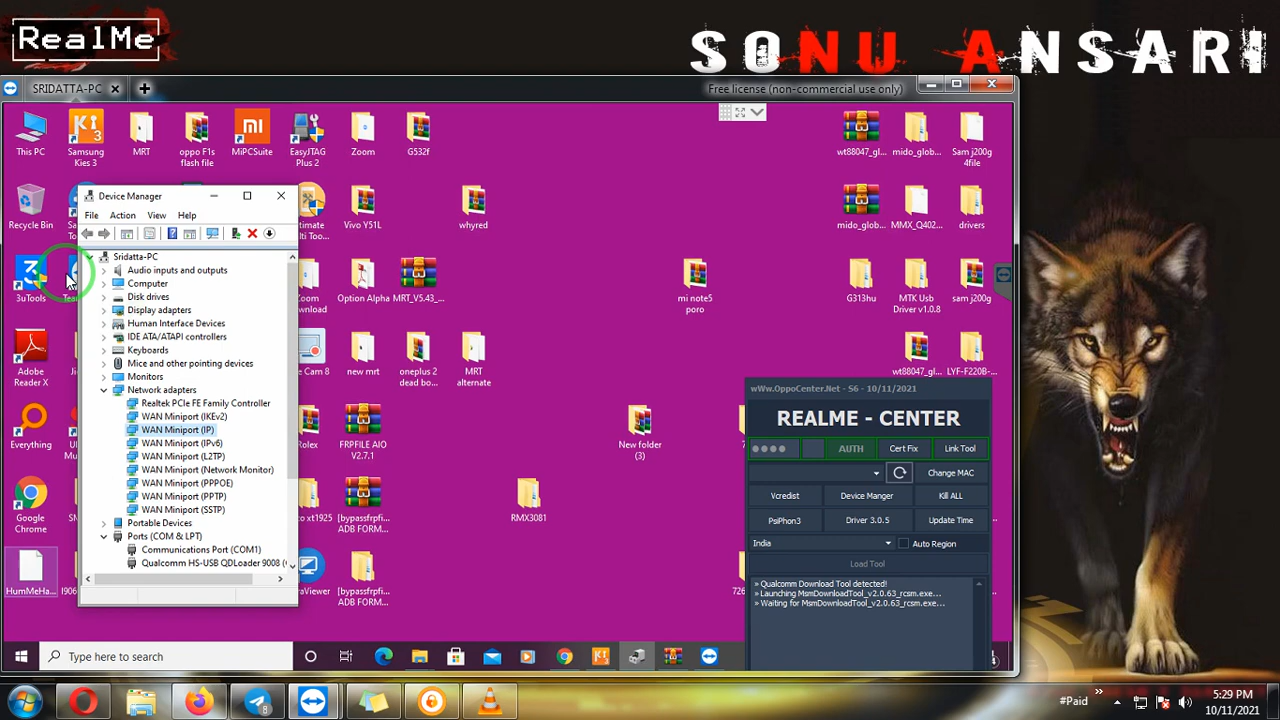 RealMe
SONU ANSARI
SRIDATTA-PC
Free license (non-commercial use only)
This PC
Samsung
Kies 3
MRT
oppo F1s
flash file
MiPCSuite
EasyJTAG
Plus 2
Zoom
G532f
wt88047_gl...
mido_glob...
Sam j200g
4file
Recycle Bin
Vivo Y51L
whyred
mido_glob...
MMX_Q402...
drivers
3uTools
Option Alpha
MRT_V5.43_...
mi note5
poro
G313hu
MTK Usb
Driver v1.0.8
sam j200g
Adobe
Reader X
new mrt
oneplus 2
dead bo...
MRT
alternate
wt88047_gl...
LYF-F220B-...
Everything
FRPFILE AIO
V2.7.1
New folder
(3)
Google
Chrome
[bypassfrpfi...
ADB FORM...
RMX3081
HumMeHa...
[bypassfrpfi...
ADB FORM...
Device Manager
File Action View Help
Sridatta-PC
Audio inputs and outputs
Computer
Disk drives
Display adapters
Human Interface Devices
IDE ATA/ATAPI controllers
Keyboards
Mice and other pointing devices
Monitors
Network adapters
Realtek PCIe FE Family Controller
WAN Miniport (IKEv2)
WAN Miniport (IP)
WAN Miniport (IPv6)
WAN Miniport (L2TP)
WAN Miniport (Network Monitor)
WAN Miniport (PPPOE)
WAN Miniport (PPTP)
WAN Miniport (SSTP)
Portable Devices
Ports (COM & LPT)
Communications Port (COM1)
Qualcomm HS-USB QDLoader 9008 (
wWw.OppoCenter.Net - S6 - 10/11/2021
REALME - CENTER
AUTH Cert Fix Link Tool
Change MAC
Vcredist Device Manger Kill ALL
PsiPhon3 Driver 3.0.5 Update Time
India Auto Region
Load Tool
» Qualcomm Download Tool detected!
» Launching MsmDownloadTool_v2.0.63_rcsm.exe...
» Waiting for MsmDownloadTool_v2.0.63_rcsm.exe...
Type here to search
#Paid
5:29 PM
10/11/2021